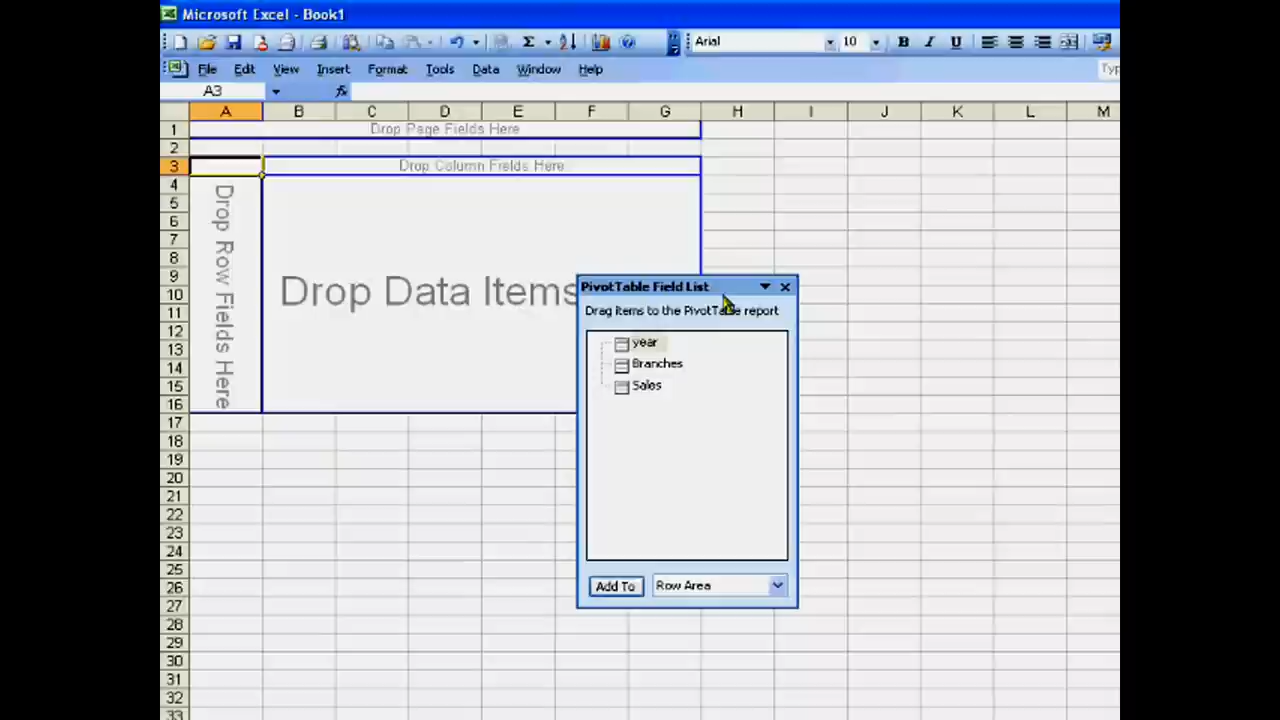 Microsoft Excel - Book1
Arial 10 B I U
File Edit View Insert Format Tools Data Window Help
Typ
A3 fx
A B C D E F G H I J K L M
1 Drop Page Fields Here
2
3 Drop Column Fields Here
4
5
6
7
8
9
10
11
12
13
14
15
16
17
18
19
20
21
22
23
24
25
26
27
28
29
30
31
32
33
Drop Row Fields Here
Drop Data Items
PivotTable Field List
Drag items to the PivotTable report
year
Branches
Sales
Add To Row Area